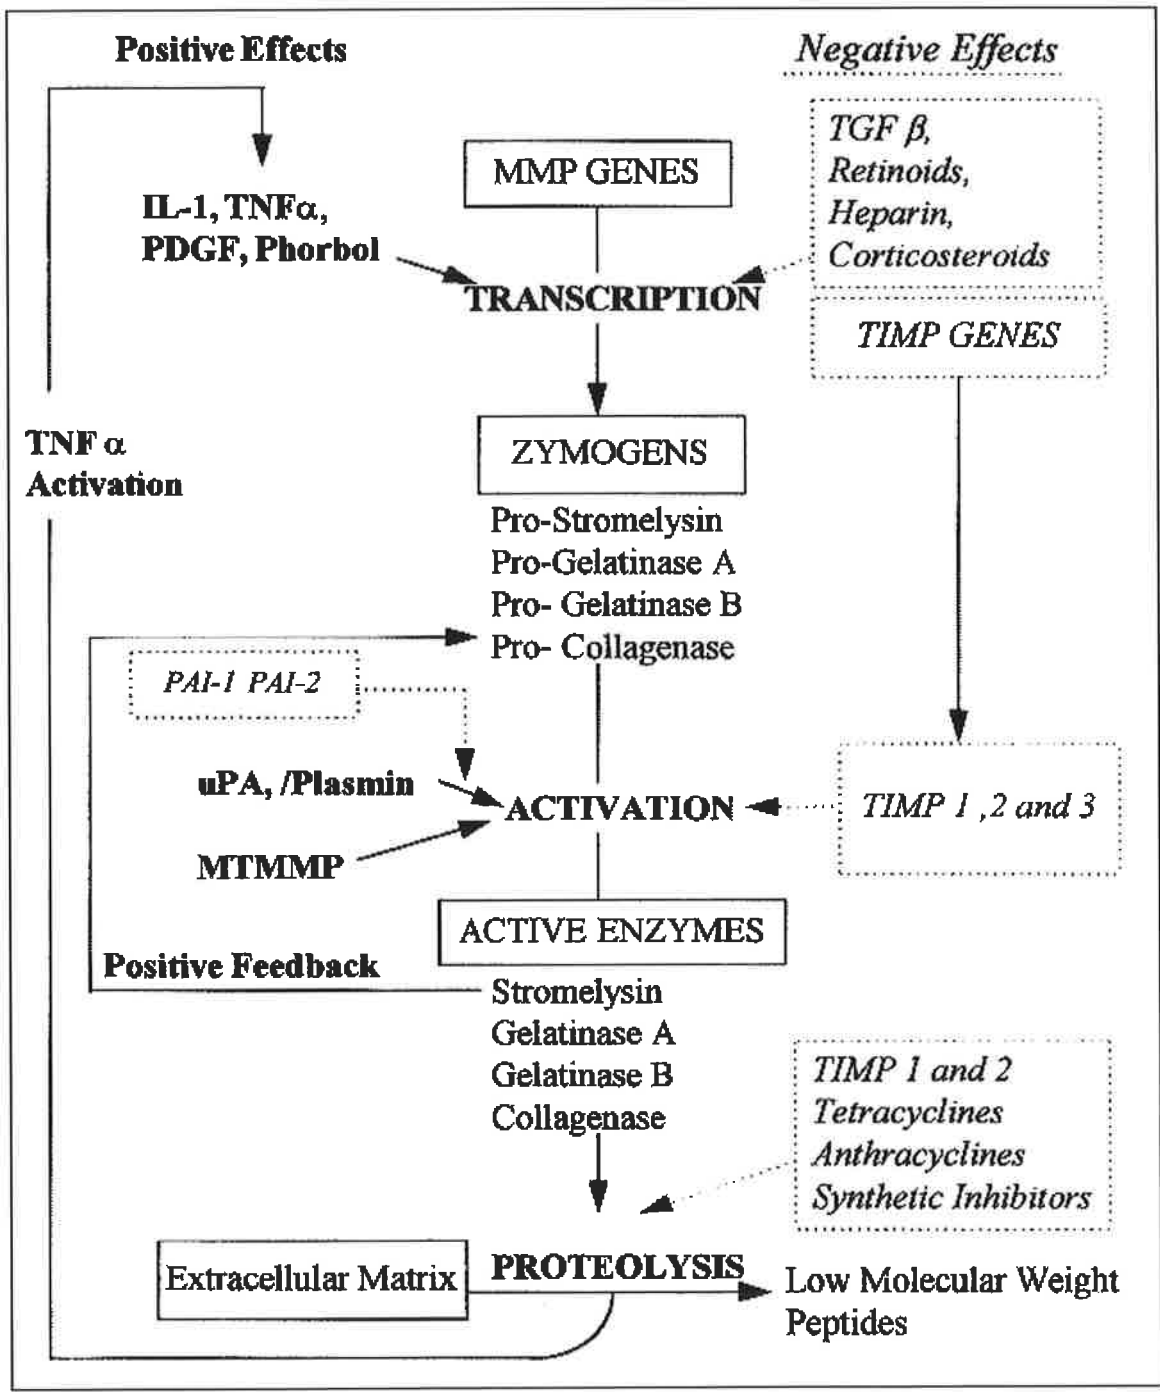 Positive Effects
Negative Effects
TGF β,
Retinoids,
Heparin,
Corticosteroids
MMP GENES
IL-1, TNFα,
PDGF, Phorbol
TRANSCRIPTION
TIMP GENES
TNF α
Activation
ZYMOGENS
Pro-Stromelysin
Pro-Gelatinase A
Pro- Gelatinase B
Pro- Collagenase
PAI-1 PAI-2
uPA, /Plasmin
ACTIVATION
TIMP 1 ,2 and 3
MTMMP
ACTIVE ENZYMES
Positive Feedback
Stromelysin
Gelatinase A
Gelatinase B
Collagenase
TIMP 1 and 2
Tetracyclines
Anthracyclines
Synthetic Inhibitors
Extracellular Matrix
PROTEOLYSIS
Low Molecular Weight
Peptides